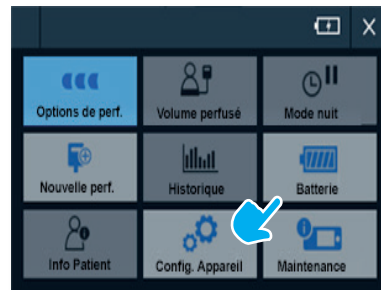 X
Options de perf.
Volume perfusé
Mode nuit
Nouvelle perf.
Historique
Batterie
Info Patient
Config. Appareil
Maintenance